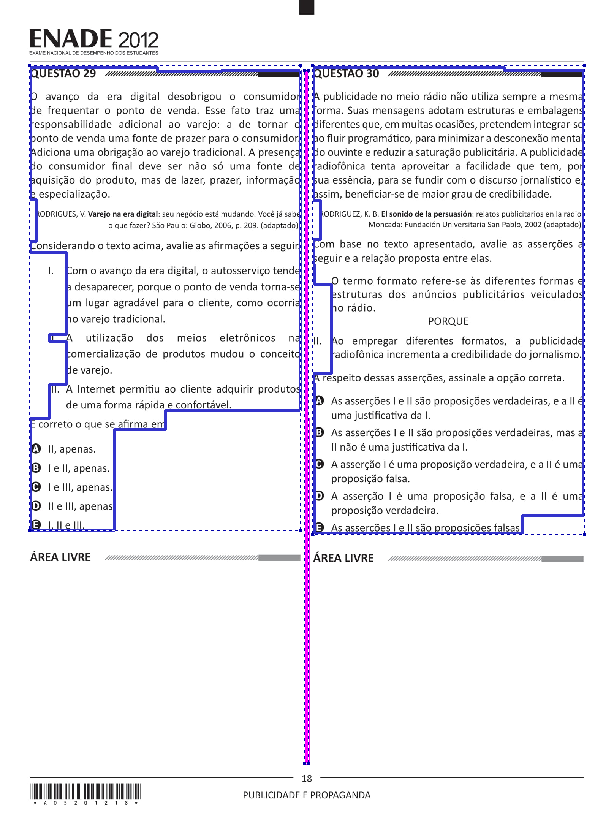 ENADE 2012
EXAME NACIONAL DE DESEMPENHO DOS ESTUDANTES
QUESTÃO 29
O avanço da era digital desobrigou o consumidor
de frequentar o ponto de venda. Esse fato traz uma
responsabilidade adicional ao varejo: a de tornar o
ponto de venda uma fonte de prazer para o consumidor.
Adiciona uma obrigação ao varejo tradicional. A presença
do consumidor final deve ser não só uma fonte de
aquisição do produto, mas de lazer, prazer, informação
e especialização.
RODRIGUES, V. Varejo na era digital: seu negócio está mudando. Você já sabe
o que fazer? São Paulo: Globo, 2006, p. 209. (adaptado)
Considerando o texto acima, avalie as afirmações a seguir.
I. Com o avanço da era digital, o autosserviço tende
a desaparecer, porque o ponto de venda torna-se
um lugar agradável para o cliente, como ocorria
no varejo tradicional.
II. A utilização dos meios eletrônicos na
comercialização de produtos mudou o conceito
de varejo.
III. A Internet permitiu ao cliente adquirir produtos
de uma forma rápida e confortável.
É correto o que se afirma em
A II, apenas.
B I e II, apenas.
C I e III, apenas.
D II e III, apenas.
E I, II e III.
ÁREA LIVRE
QUESTÃO 30
A publicidade no meio rádio não utiliza sempre a mesma
forma. Suas mensagens adotam estruturas e embalagens
diferentes que, em muitas ocasiões, pretendem integrar-se
ao fluir programático, para minimizar a desconexão mental
do ouvinte e reduzir a saturação publicitária. A publicidade
radiofônica tenta aproveitar a facilidade que tem, por
sua essência, para se fundir com o discurso jornalístico e,
assim, beneficiar-se de maior grau de credibilidade.
RODRIGUEZ, K. B. El sonido de la persuasión: relatos publicitarios en la radio.
Moncada: Fundación Universitaria San Paolo, 2002 (adaptado)
Com base no texto apresentado, avalie as asserções a
seguir e a relação proposta entre elas.
I. O termo formato refere-se às diferentes formas e
estruturas dos anúncios publicitários veiculados
no rádio.
PORQUE
II. Ao empregar diferentes formatos, a publicidade
radiofônica incrementa a credibilidade do jornalismo.
A respeito dessas asserções, assinale a opção correta.
A As asserções I e II são proposições verdadeiras, e a II é
uma justificativa da I.
B As asserções I e II são proposições verdadeiras, mas a
II não é uma justificativa da I.
C A asserção I é uma proposição verdadeira, e a II é uma
proposição falsa.
D A asserção I é uma proposição falsa, e a II é uma
proposição verdadeira.
E As asserções I e II são proposições falsas.
ÁREA LIVRE
18
PUBLICIDADE E PROPAGANDA
*A05201218*